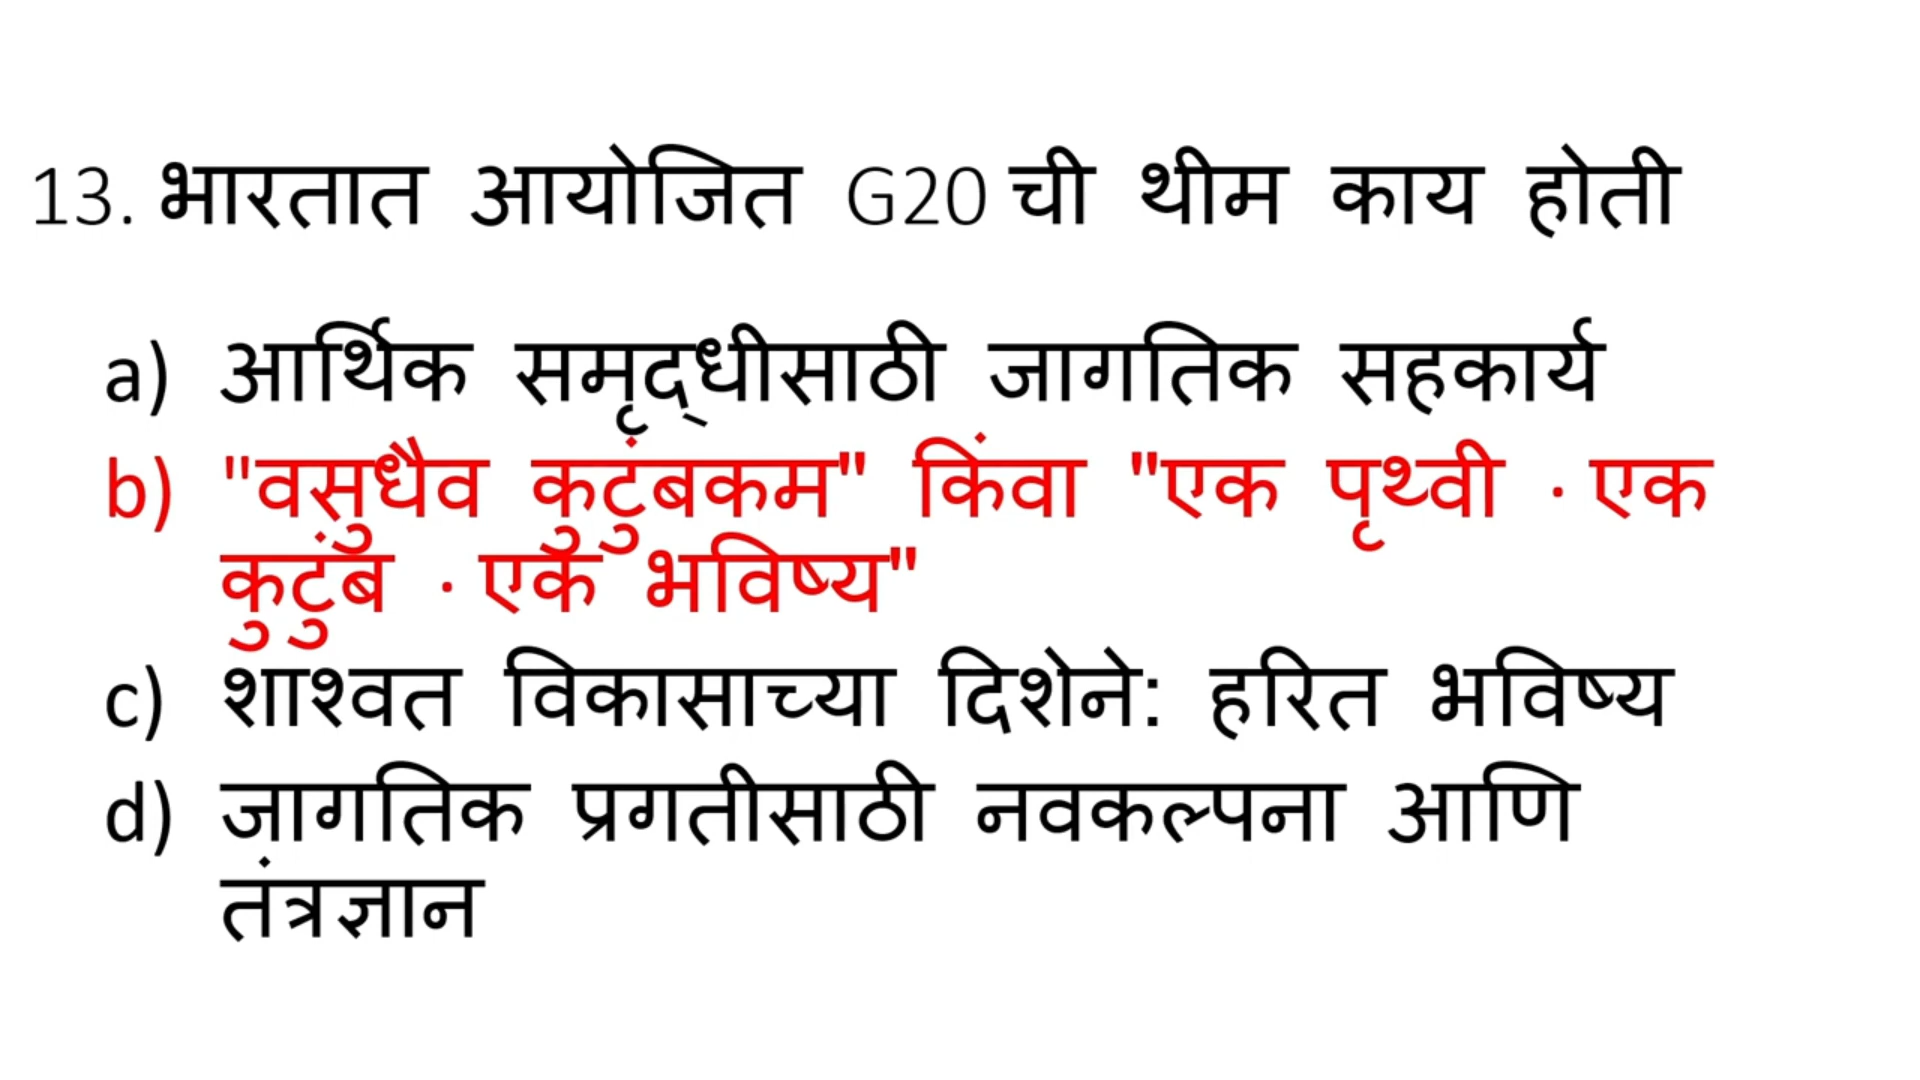 13. भारतात आयोजित G20 ची थीम काय होती
a) आर्थिक समृद्धीसाठी जागतिक सहकार्य
b) "वसुधैव कुटुंबकम" किंवा "एक पृथ्वी · एक
कुटुंब · एक भविष्य"
c) शाश्वत विकासाच्या दिशेने: हरित भविष्य
d) जागतिक प्रगतीसाठी नवकल्पना आणि
तंत्रज्ञान